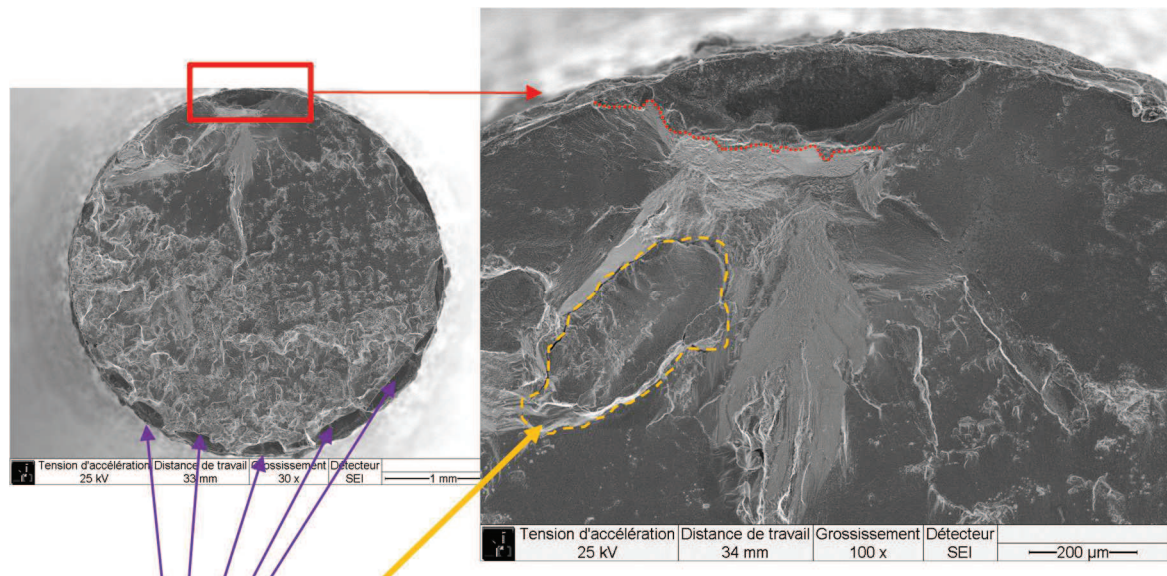 Tension d'accélération Distance de travail Grossissement Détecteur
25 kV 33 mm 30 x SEI 1 mm
Tension d'accélération Distance de travail Grossissement Détecteur
25 kV 34 mm 100 x SEI 200 µm